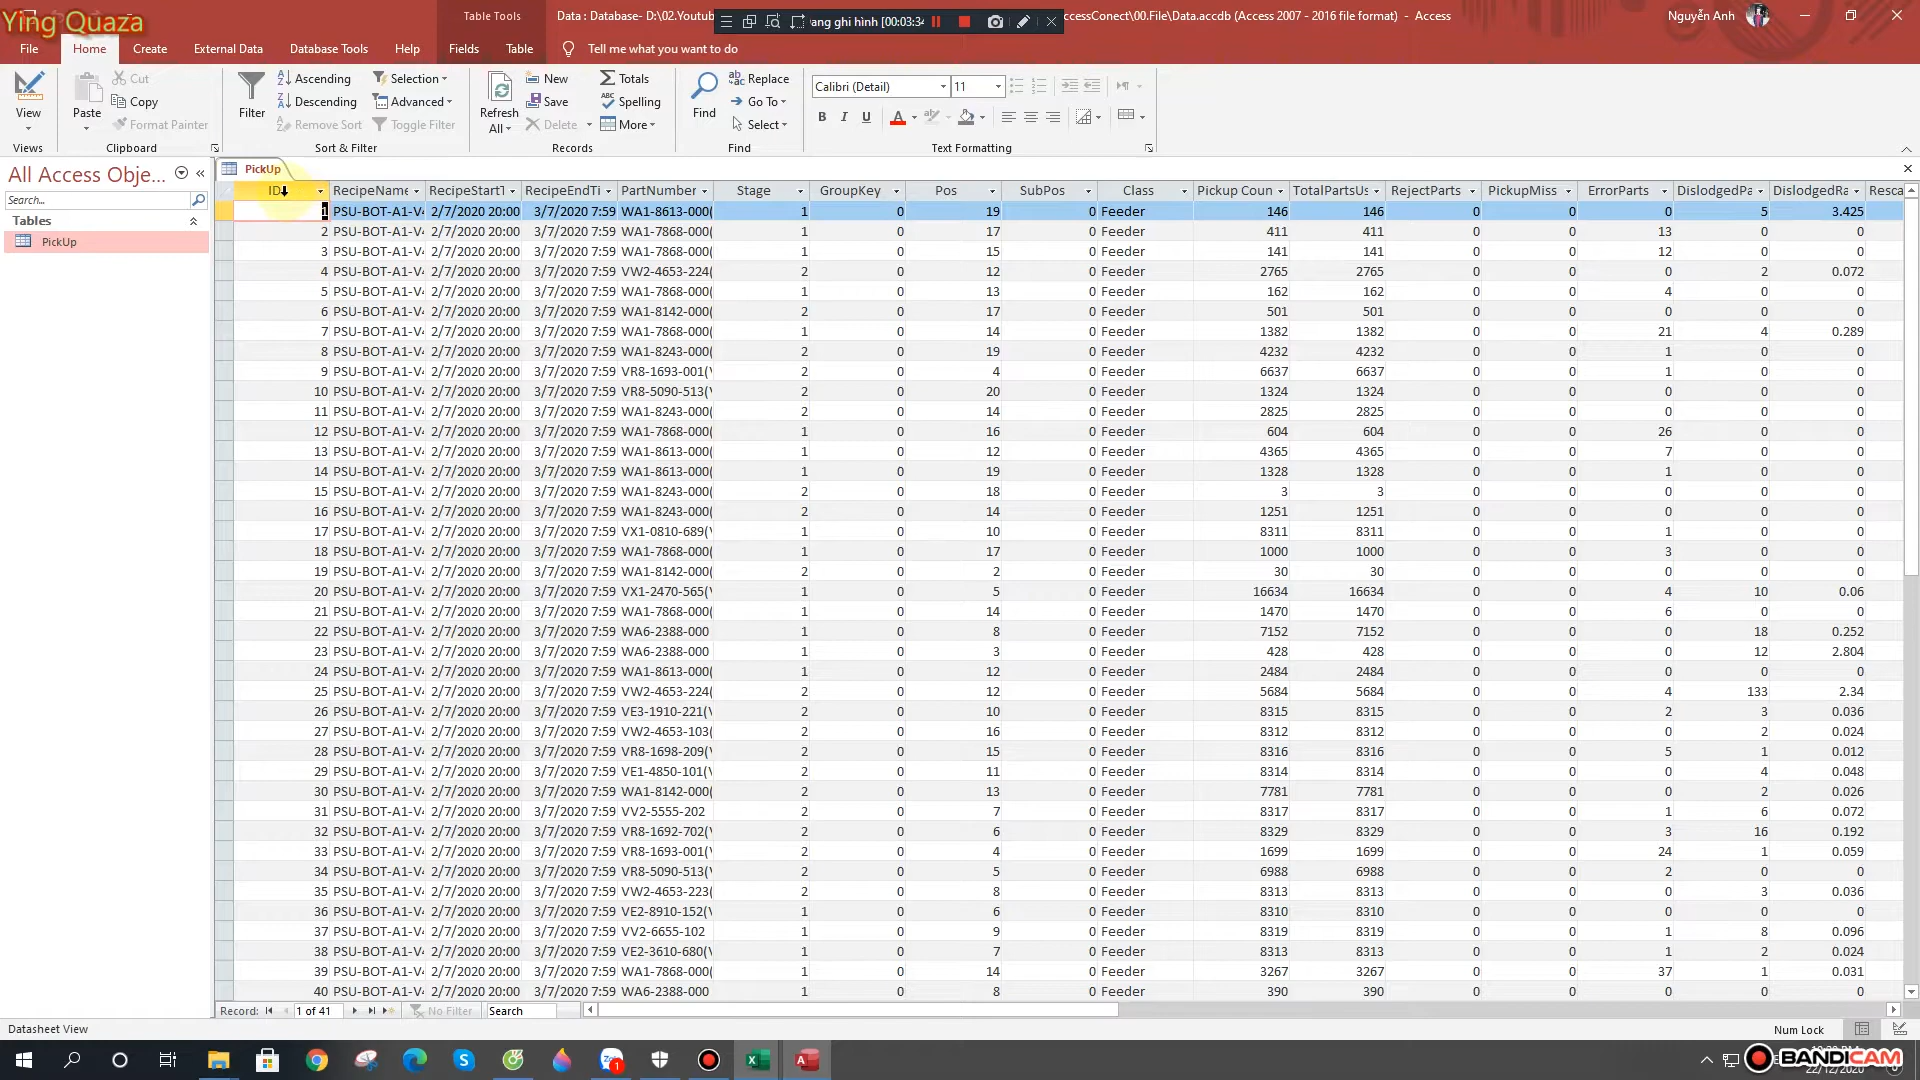 Ying Quaza
Table Tools
Data : Database- D:\02.Youtub
ang ghi hình [00:03:34
ccessConect\00.File\Data.accdb (Access 2007 - 2016 file format) - Access
Nguyễn Anh
File Home Create External Data Database Tools Help Fields Table Tell me what you want to do
View
Views
Paste
Cut
Copy
Format Painter
Clipboard
Filter
Ascending
Descending
Remove Sort
Selection
Advanced
Toggle Filter
Sort & Filter
Refresh All
New
Save
Delete
Totals
Spelling
More
Records
Find
Replace
Go To
Select
Find
Calibri (Detail) 11
B I U A
Text Formatting
All Access Obje...
Search...
Tables
PickUp
PickUp
ID RecipeName RecipeStartT RecipeEndTi PartNumber Stage GroupKey Pos SubPos Class Pickup Coun TotalPartsUs RejectParts PickupMiss ErrorParts DislodgedPa DislodgedRa Resca
1 PSU-BOT-A1-V4 2/7/2020 20:00 3/7/2020 7:59 WA1-8613-000( 1 0 19 0 Feeder 146 146 0 0 0 5 3.425
2 PSU-BOT-A1-V4 2/7/2020 20:00 3/7/2020 7:59 WA1-7868-000( 1 0 17 0 Feeder 411 411 0 0 13 0 0
3 PSU-BOT-A1-V4 2/7/2020 20:00 3/7/2020 7:59 WA1-7868-000( 1 0 15 0 Feeder 141 141 0 0 12 0 0
4 PSU-BOT-A1-V4 2/7/2020 20:00 3/7/2020 7:59 VW2-4653-224( 2 0 12 0 Feeder 2765 2765 0 0 0 2 0.072
5 PSU-BOT-A1-V4 2/7/2020 20:00 3/7/2020 7:59 WA1-7868-000( 1 0 13 0 Feeder 162 162 0 0 4 0 0
6 PSU-BOT-A1-V4 2/7/2020 20:00 3/7/2020 7:59 WA1-8142-000( 2 0 17 0 Feeder 501 501 0 0 0 0 0
7 PSU-BOT-A1-V4 2/7/2020 20:00 3/7/2020 7:59 WA1-7868-000( 1 0 14 0 Feeder 1382 1382 0 0 21 4 0.289
8 PSU-BOT-A1-V4 2/7/2020 20:00 3/7/2020 7:59 WA1-8243-000( 2 0 19 0 Feeder 4232 4232 0 0 1 0 0
9 PSU-BOT-A1-V4 2/7/2020 20:00 3/7/2020 7:59 VR8-1693-001(V 2 0 4 0 Feeder 6637 6637 0 0 1 0 0
10 PSU-BOT-A1-V4 2/7/2020 20:00 3/7/2020 7:59 VR8-5090-513(V 2 0 20 0 Feeder 1324 1324 0 0 0 0 0
11 PSU-BOT-A1-V4 2/7/2020 20:00 3/7/2020 7:59 WA1-8243-000( 2 0 14 0 Feeder 2825 2825 0 0 0 0 0
12 PSU-BOT-A1-V4 2/7/2020 20:00 3/7/2020 7:59 WA1-7868-000( 1 0 16 0 Feeder 604 604 0 0 26 0 0
13 PSU-BOT-A1-V4 2/7/2020 20:00 3/7/2020 7:59 WA1-8613-000( 1 0 12 0 Feeder 4365 4365 0 0 7 0 0
14 PSU-BOT-A1-V4 2/7/2020 20:00 3/7/2020 7:59 WA1-8613-000( 1 0 19 0 Feeder 1328 1328 0 0 1 0 0
15 PSU-BOT-A1-V4 2/7/2020 20:00 3/7/2020 7:59 WA1-8243-000( 2 0 18 0 Feeder 3 3 0 0 0 0 0
16 PSU-BOT-A1-V4 2/7/2020 20:00 3/7/2020 7:59 WA1-8243-000( 2 0 14 0 Feeder 1251 1251 0 0 0 0 0
17 PSU-BOT-A1-V4 2/7/2020 20:00 3/7/2020 7:59 VX1-0810-689(V 1 0 10 0 Feeder 8311 8311 0 0 1 0 0
18 PSU-BOT-A1-V4 2/7/2020 20:00 3/7/2020 7:59 WA1-7868-000( 1 0 17 0 Feeder 1000 1000 0 0 3 0 0
19 PSU-BOT-A1-V4 2/7/2020 20:00 3/7/2020 7:59 WA1-8142-000( 2 0 2 0 Feeder 30 30 0 0 0 0 0
20 PSU-BOT-A1-V4 2/7/2020 20:00 3/7/2020 7:59 VX1-2470-565(V 1 0 5 0 Feeder 16634 16634 0 0 4 10 0.06
21 PSU-BOT-A1-V4 2/7/2020 20:00 3/7/2020 7:59 WA1-7868-000( 1 0 14 0 Feeder 1470 1470 0 0 6 0 0
22 PSU-BOT-A1-V4 2/7/2020 20:00 3/7/2020 7:59 WA6-2388-000 1 0 8 0 Feeder 7152 7152 0 0 0 18 0.252
23 PSU-BOT-A1-V4 2/7/2020 20:00 3/7/2020 7:59 WA6-2388-000 1 0 3 0 Feeder 428 428 0 0 0 12 2.804
24 PSU-BOT-A1-V4 2/7/2020 20:00 3/7/2020 7:59 WA1-8613-000( 1 0 12 0 Feeder 2484 2484 0 0 0 0 0
25 PSU-BOT-A1-V4 2/7/2020 20:00 3/7/2020 7:59 VW2-4653-224( 2 0 12 0 Feeder 5684 5684 0 0 4 133 2.34
26 PSU-BOT-A1-V4 2/7/2020 20:00 3/7/2020 7:59 VE3-1910-221(V 2 0 10 0 Feeder 8315 8315 0 0 2 3 0.036
27 PSU-BOT-A1-V4 2/7/2020 20:00 3/7/2020 7:59 VW2-4653-103( 2 0 16 0 Feeder 8312 8312 0 0 0 2 0.024
28 PSU-BOT-A1-V4 2/7/2020 20:00 3/7/2020 7:59 VR8-1698-209(V 2 0 15 0 Feeder 8316 8316 0 0 5 1 0.012
29 PSU-BOT-A1-V4 2/7/2020 20:00 3/7/2020 7:59 VE1-4850-101(V 2 0 11 0 Feeder 8314 8314 0 0 0 4 0.048
30 PSU-BOT-A1-V4 2/7/2020 20:00 3/7/2020 7:59 WA1-8142-000( 2 0 13 0 Feeder 7781 7781 0 0 0 2 0.026
31 PSU-BOT-A1-V4 2/7/2020 20:00 3/7/2020 7:59 VV2-5555-202 2 0 7 0 Feeder 8317 8317 0 0 1 6 0.072
32 PSU-BOT-A1-V4 2/7/2020 20:00 3/7/2020 7:59 VR8-1692-702(V 2 0 6 0 Feeder 8329 8329 0 0 3 16 0.192
33 PSU-BOT-A1-V4 2/7/2020 20:00 3/7/2020 7:59 VR8-1693-001(V 2 0 4 0 Feeder 1699 1699 0 0 24 1 0.059
34 PSU-BOT-A1-V4 2/7/2020 20:00 3/7/2020 7:59 VR8-5090-513(V 2 0 5 0 Feeder 6988 6988 0 0 2 0 0
35 PSU-BOT-A1-V4 2/7/2020 20:00 3/7/2020 7:59 VW2-4653-223( 2 0 8 0 Feeder 8313 8313 0 0 0 3 0.036
36 PSU-BOT-A1-V4 2/7/2020 20:00 3/7/2020 7:59 VE2-8910-152(V 1 0 6 0 Feeder 8310 8310 0 0 0 0 0
37 PSU-BOT-A1-V4 2/7/2020 20:00 3/7/2020 7:59 VV2-6655-102 1 0 9 0 Feeder 8319 8319 0 0 1 8 0.096
38 PSU-BOT-A1-V4 2/7/2020 20:00 3/7/2020 7:59 VE2-3610-680(V 1 0 7 0 Feeder 8313 8313 0 0 1 2 0.024
39 PSU-BOT-A1-V4 2/7/2020 20:00 3/7/2020 7:59 WA1-7868-000( 1 0 14 0 Feeder 3267 3267 0 0 37 1 0.031
40 PSU-BOT-A1-V4 2/7/2020 20:00 3/7/2020 7:59 WA6-2388-000 1 0 8 0 Feeder 390 390 0 0 0 0 0
Record: 1 of 41 No Filter Search
Datasheet View Num Lock
BANDICAM
22/12/2020